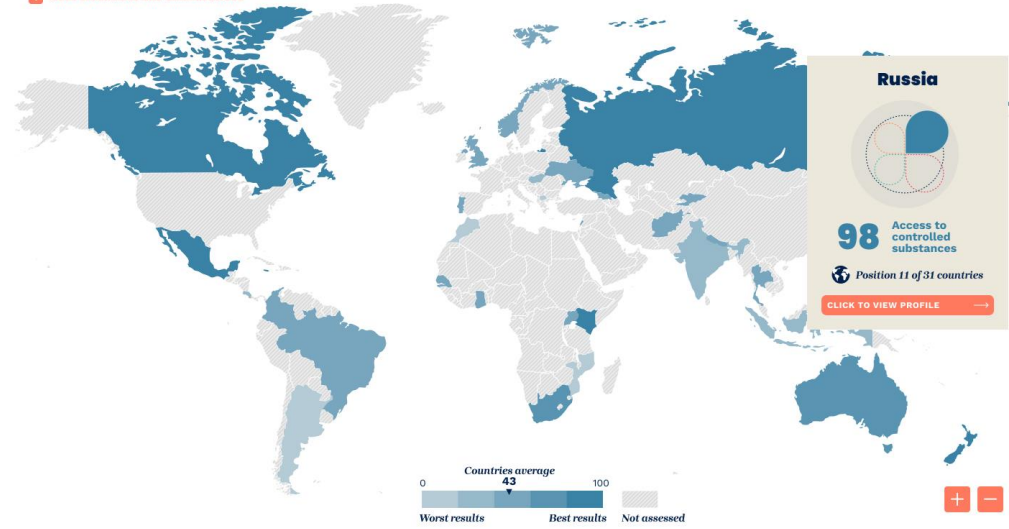 Russia
98 Access to
controlled
substances
Position 11 of 31 countries
CLICK TO VIEW PROFILE
Countries average
0 43 100
Worst results Best results Not assessed
+ −